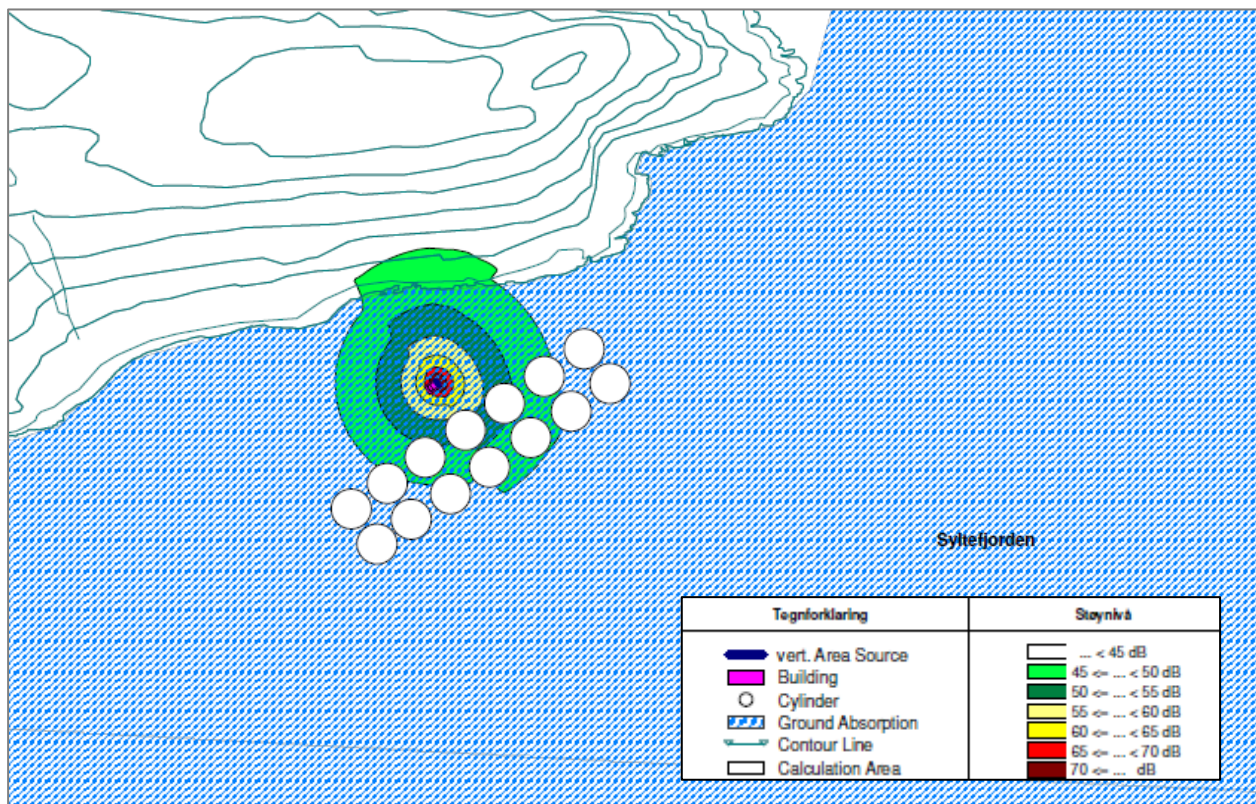 Syltefjorden
Tegnforklaring
Støynivå
vert. Area Source
Building
Cylinder
Ground Absorption
Contour Line
Calculation Area
... < 45 dB
45 <= ... < 50 dB
50 <= ... < 55 dB
55 <= ... < 60 dB
60 <= ... < 65 dB
65 <= ... < 70 dB
70 <= ... dB